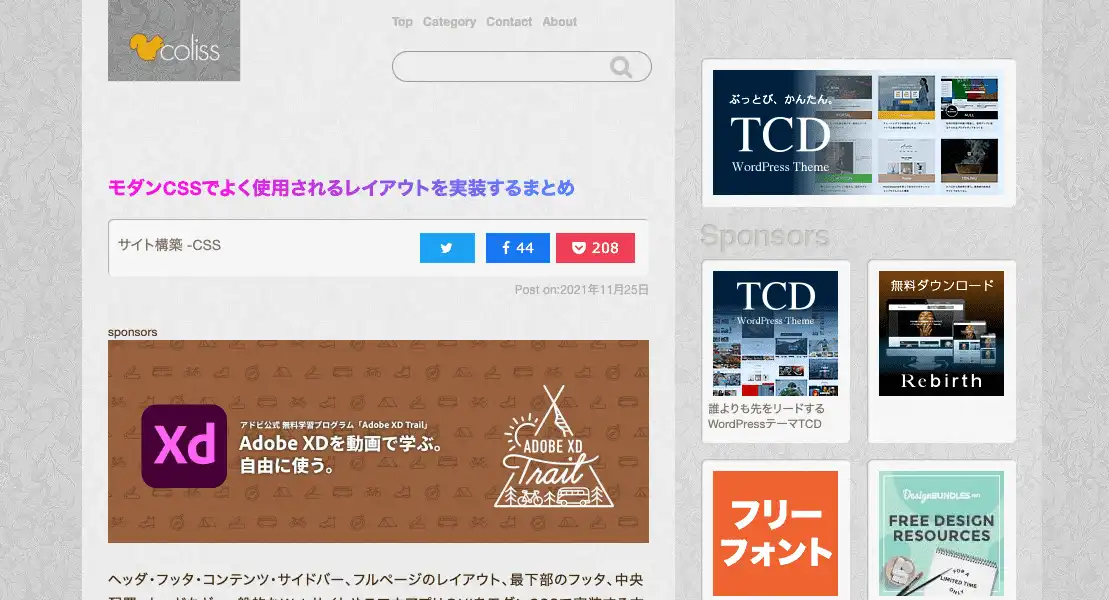 coliss
Top Category Contact About
モダンCSSでよく使用されるレイアウトを実装するまとめ
サイト構築 -CSS
44
208
Post on:2021年11月25日
sponsors
Xd
アドビ公式 無料学習プログラム「Adobe XD Trail」
Adobe XDを動画で学ぶ。
自由に使う。
ADOBE XD
Trail
ヘッダ・フッタ・コンテンツ・サイドバー、フルページのレイアウト、最下部のフッタ、中央
ぶっとび、かんたん。
TCD
WordPress Theme
Sponsors
TCD
WordPress Theme
誰よりも先をリードする
WordPressテーマTCD
無料ダウンロード
Rebirth
フリー
フォント
DesignBUNDLES.net
FREE DESIGN
RESOURCES
FOR A
LIMITED TIME
ONLY